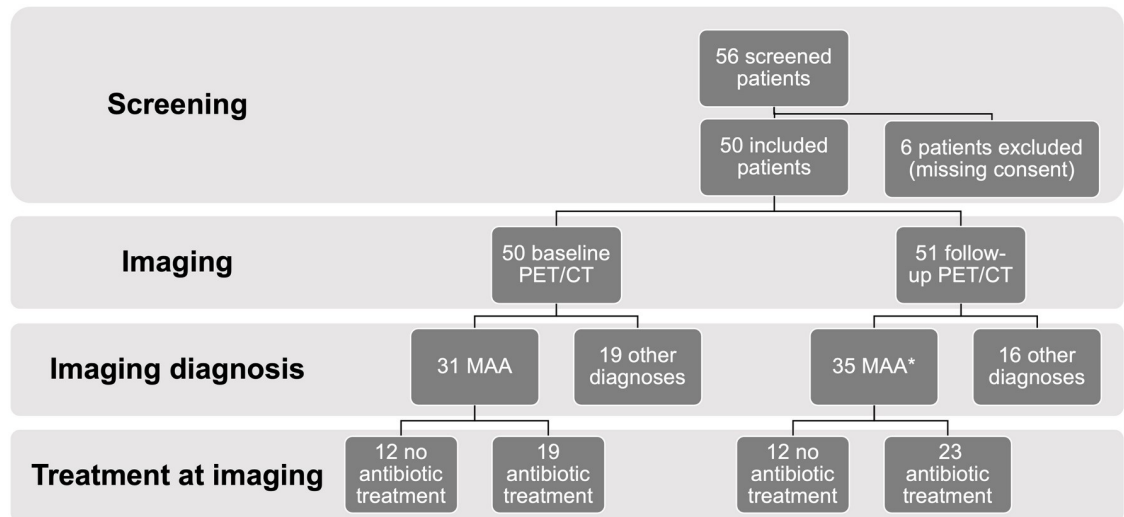 Screening
56 screened
patients
50 included
patients
6 patients excluded
(missing consent)
Imaging
50 baseline
PET/CT
51 follow-
up PET/CT
Imaging diagnosis
31 MAA
19 other
diagnoses
35 MAA*
16 other
diagnoses
Treatment at imaging
12 no
antibiotic
treatment
19
antibiotic
treatment
12 no
antibiotic
treatment
23
antibiotic
treatment